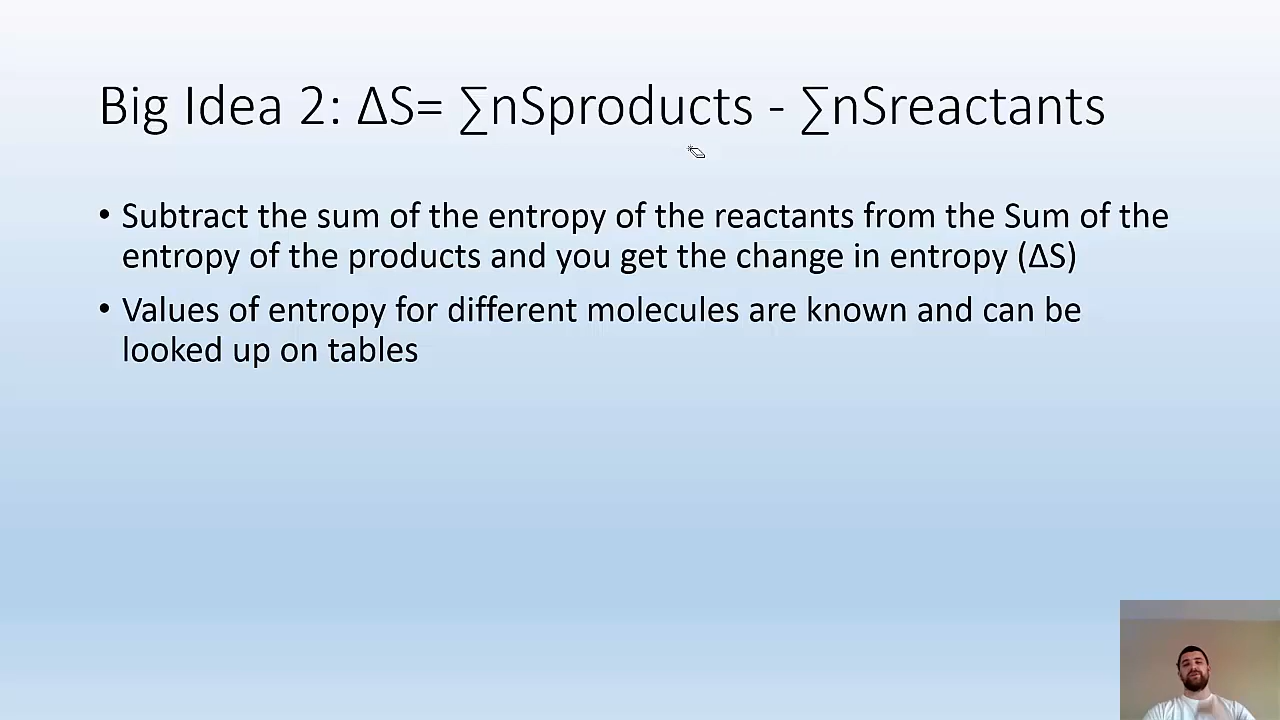 Big Idea 2: ΔS= ∑nSproducts - ∑nSreactants
• Subtract the sum of the entropy of the reactants from the Sum of the
entropy of the products and you get the change in entropy (ΔS)
• Values of entropy for different molecules are known and can be
looked up on tables